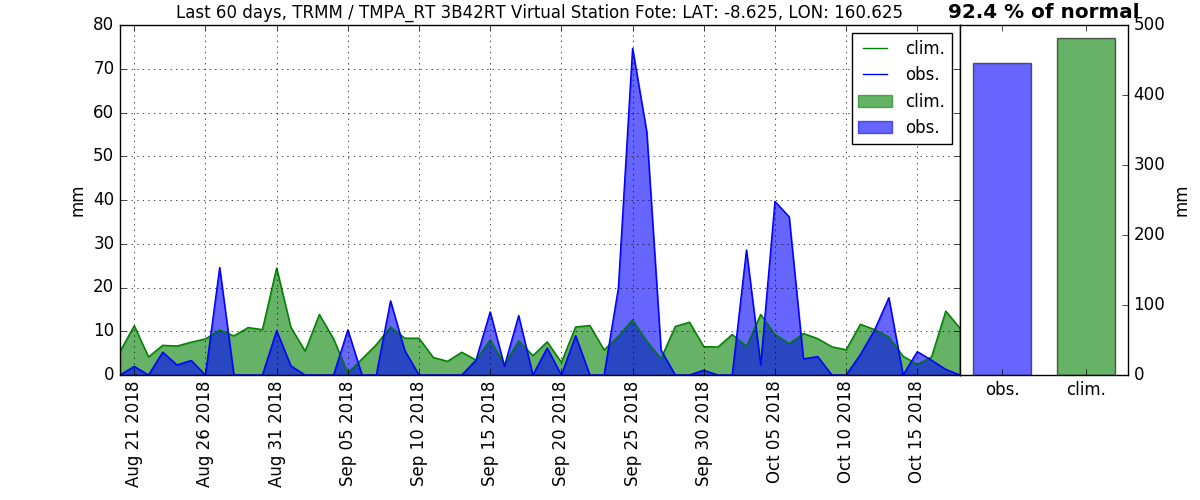 Last 60 days, TRMM / TMPA_RT 3B42RT Virtual Station Fote: LAT: -8.625, LON: 160.625
92.4 % of normal
80
70
60
50
40
30
20
10
0
mm
clim.
obs.
clim.
obs.
Aug 21 2018
Aug 26 2018
Aug 31 2018
Sep 05 2018
Sep 10 2018
Sep 15 2018
Sep 20 2018
Sep 25 2018
Sep 30 2018
Oct 05 2018
Oct 10 2018
Oct 15 2018
500
400
300
200
100
0
mm
obs.
clim.